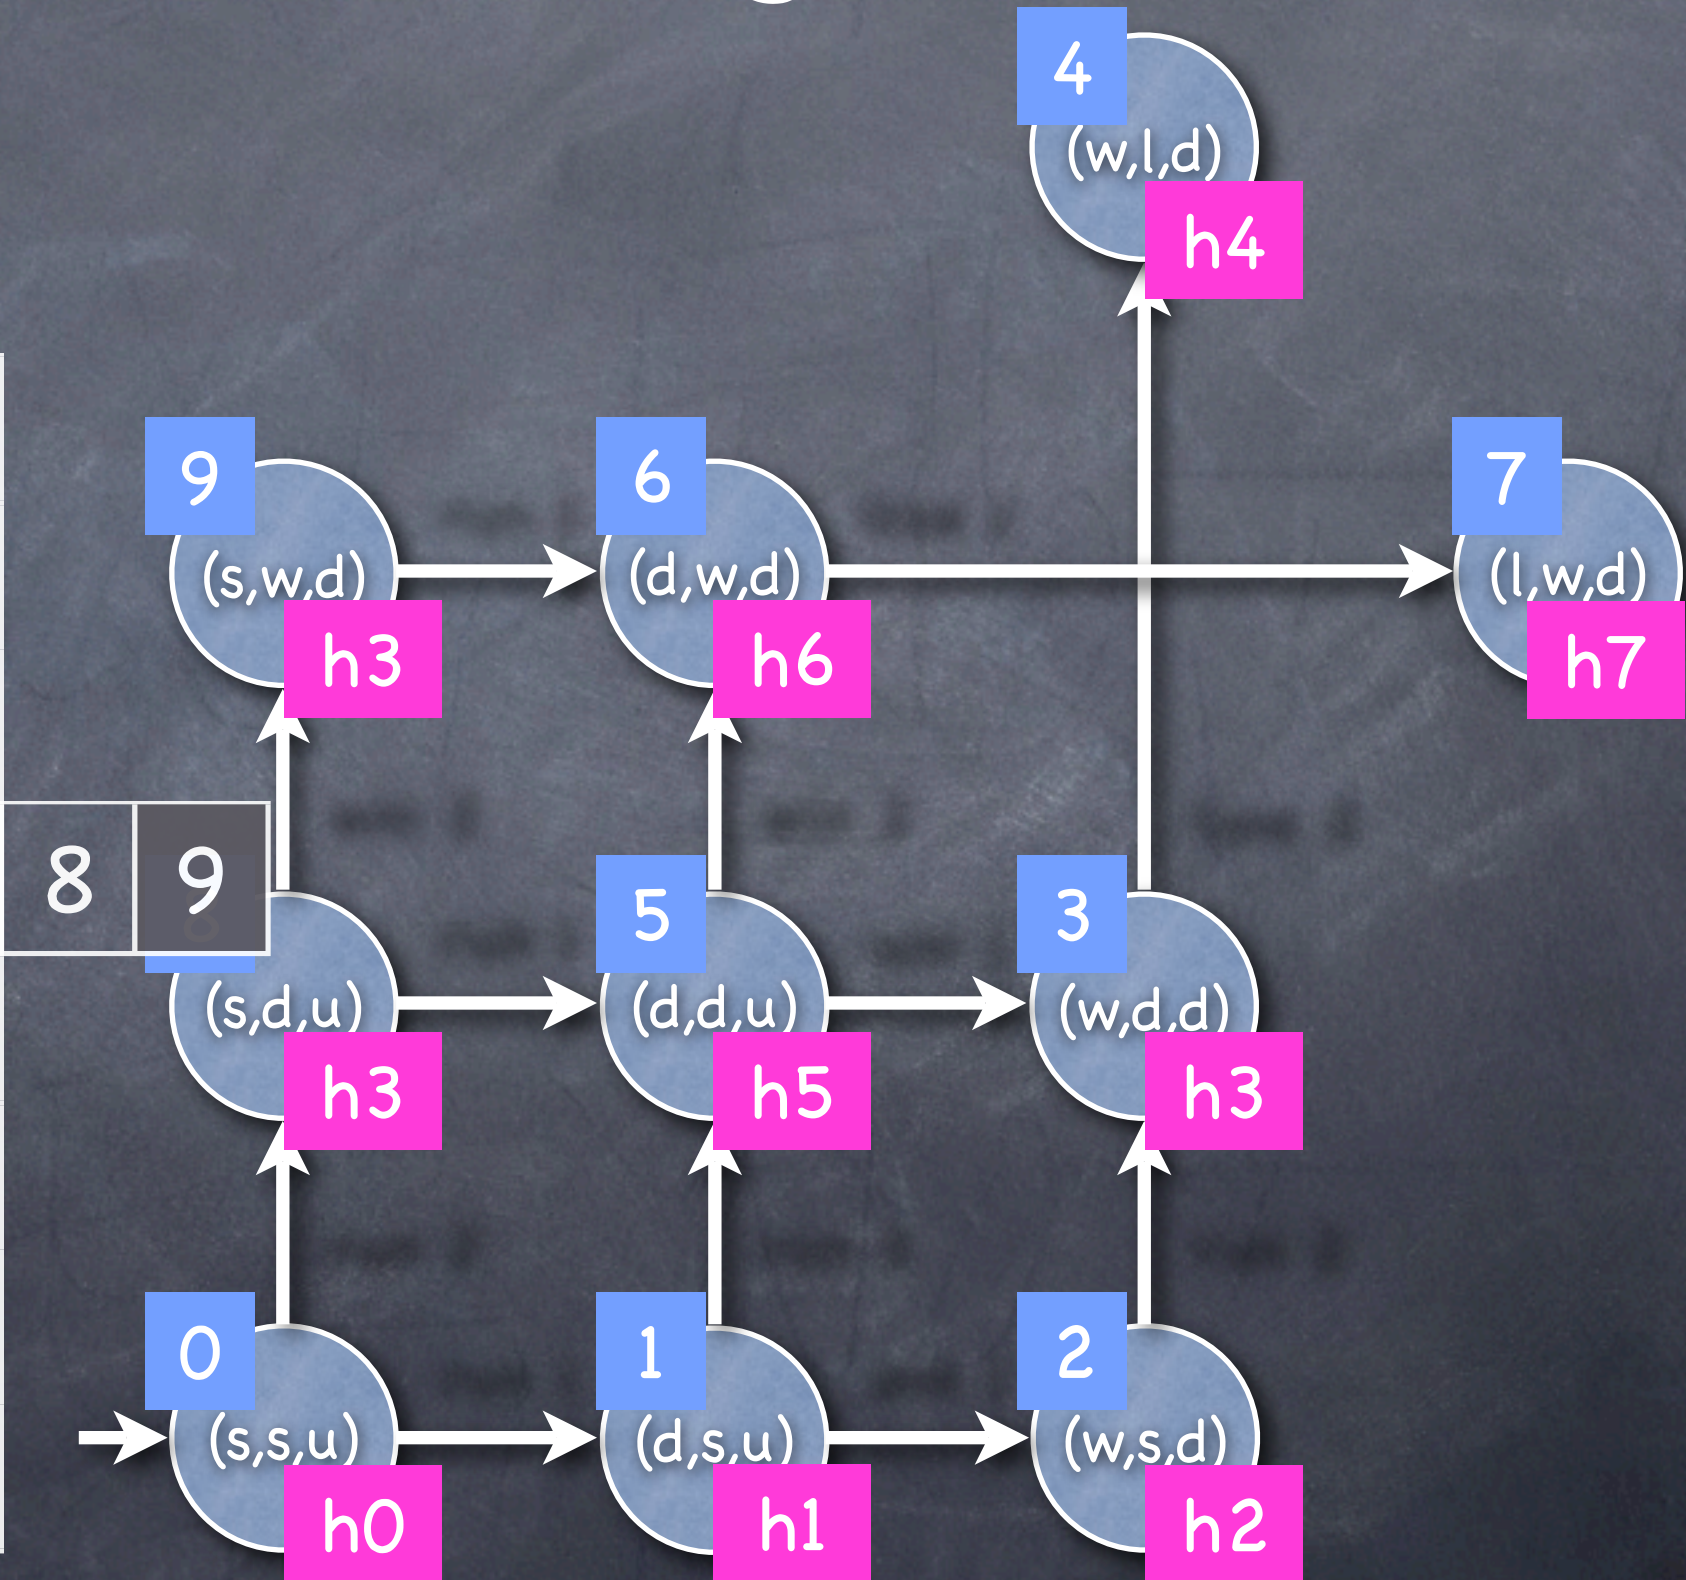 4
(w,l,d)
h4
9
6
7
(s,w,d)
(d,w,d)
(l,w,d)
h3
h6
h7
8 9
5
3
(s,d,u)
(d,d,u)
(w,d,d)
h3
h5
h3
0
1
2
(s,s,u)
(d,s,u)
(w,s,d)
h0
h1
h2